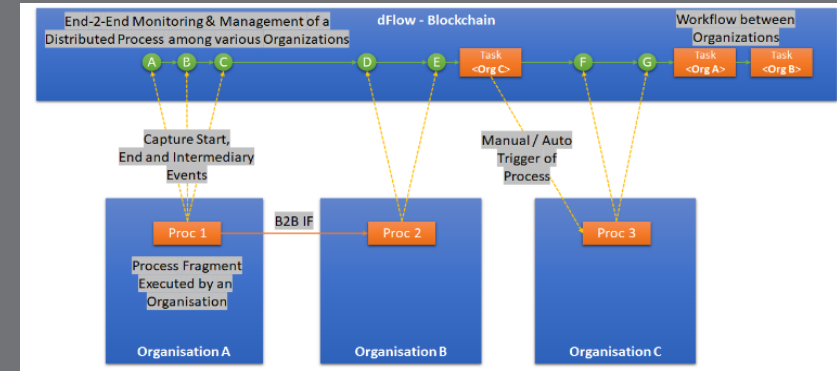 End-2-End Monitoring & Management of a
Distributed Process among various Organizations
dFlow - Blockchain
Workflow between
Organizations
A
B
C
D
E
Task
<Org C>
F
G
Task
<Org A>
Task
<Org B>
Capture Start,
End and Intermediary
Events
Manual / Auto
Trigger of
Process
B2B IF
Proc 1
Proc 2
Proc 3
Process Fragment
Executed by an
Organisation
Organisation A
Organisation B
Organisation C